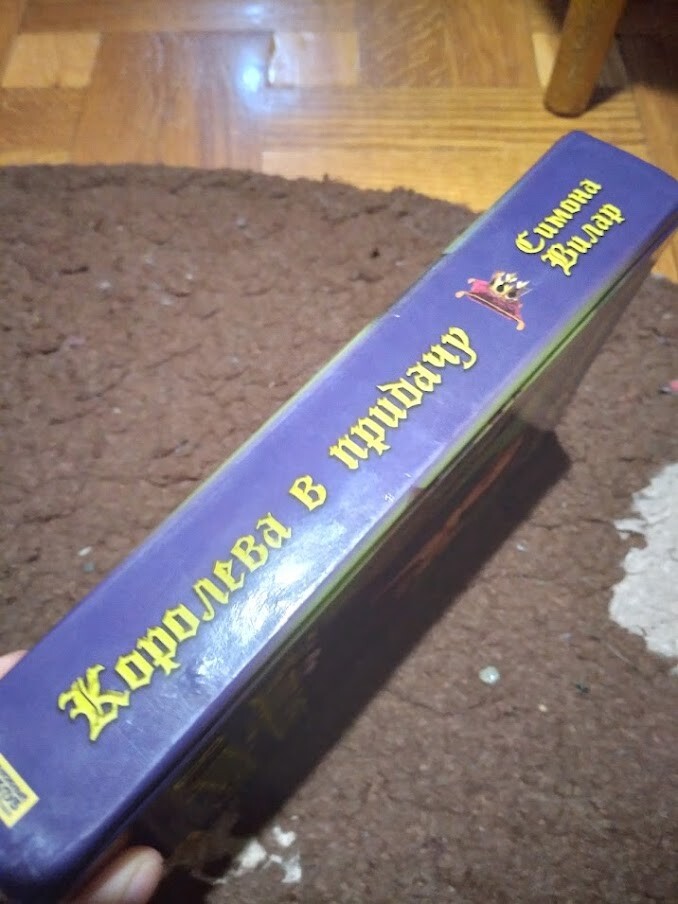 Симона
Вилар
Королева в придачу